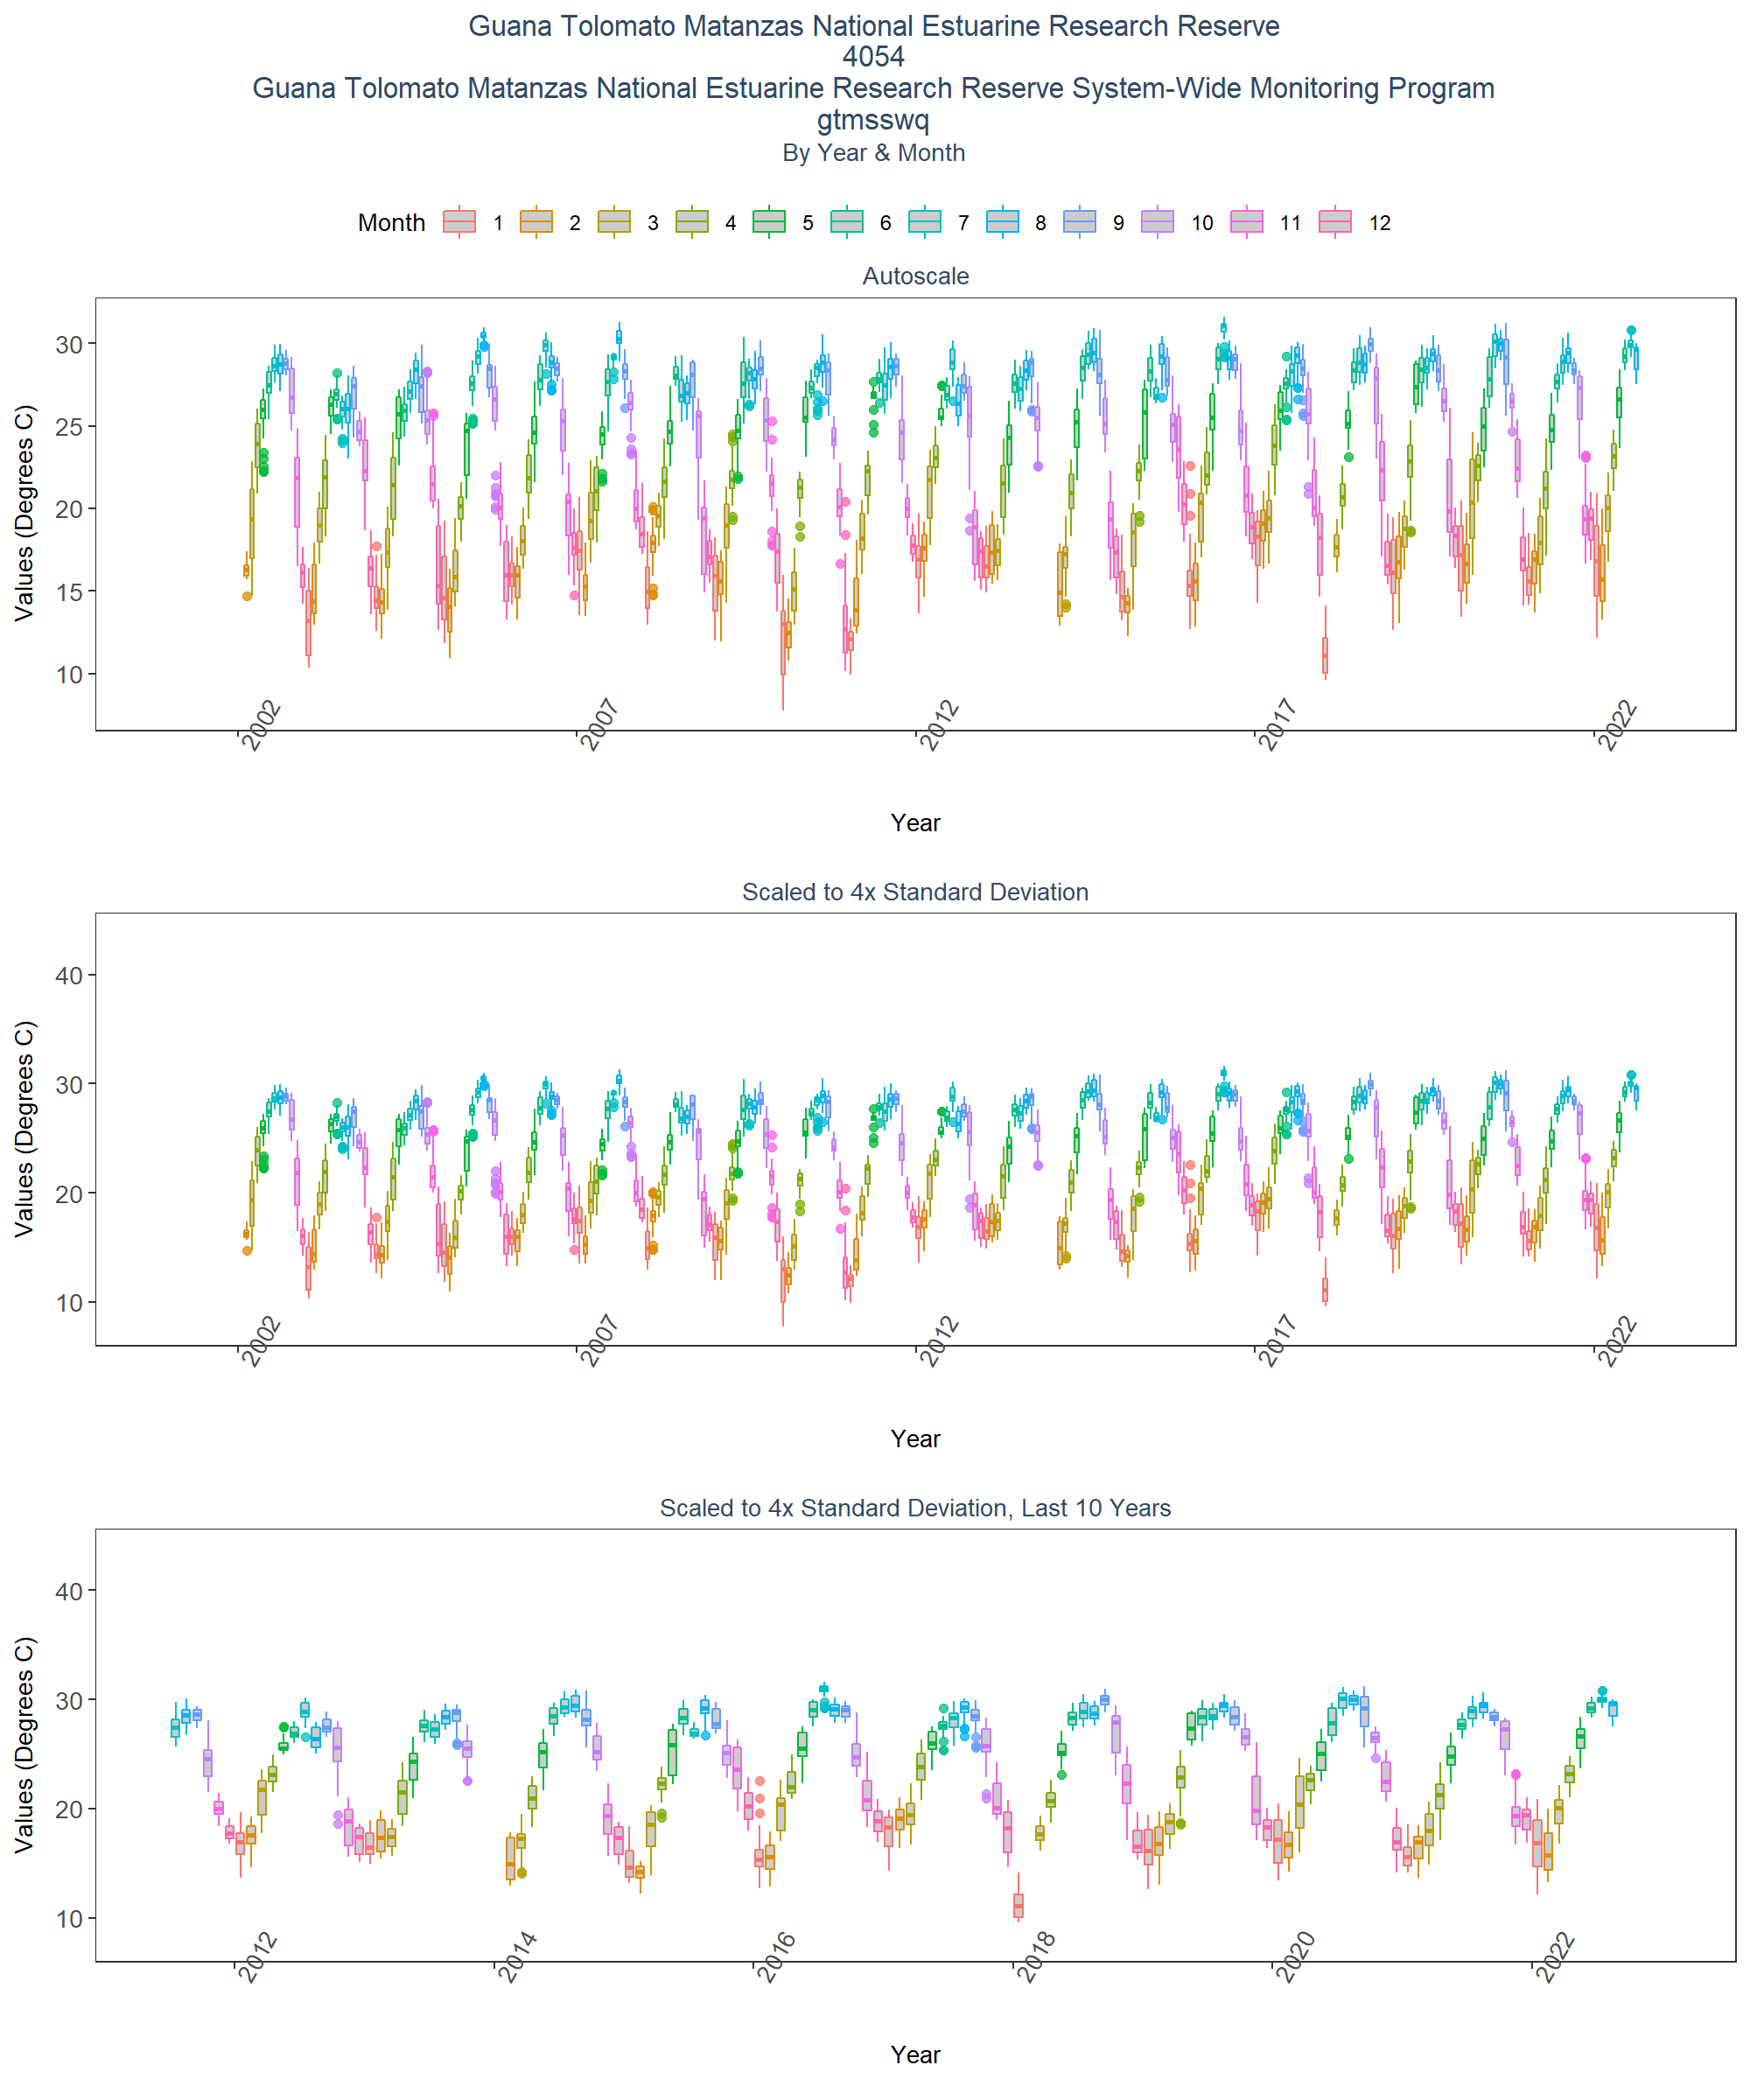 Guana Tolomato Matanzas National Estuarine Research Reserve
4054
Guana Tolomato Matanzas National Estuarine Research Reserve System-Wide Monitoring Program
gtmsswq
By Year & Month
Month 1 2 3 4 5 6 7 8 9 10 11 12
Autoscale
Values (Degrees C)
30
25
20
15
10
2002 2007 2012 2017 2022
Year
Scaled to 4x Standard Deviation
Values (Degrees C)
40
30
20
10
2002 2007 2012 2017 2022
Year
Scaled to 4x Standard Deviation, Last 10 Years
Values (Degrees C)
40
30
20
10
2012 2014 2016 2018 2020 2022
Year